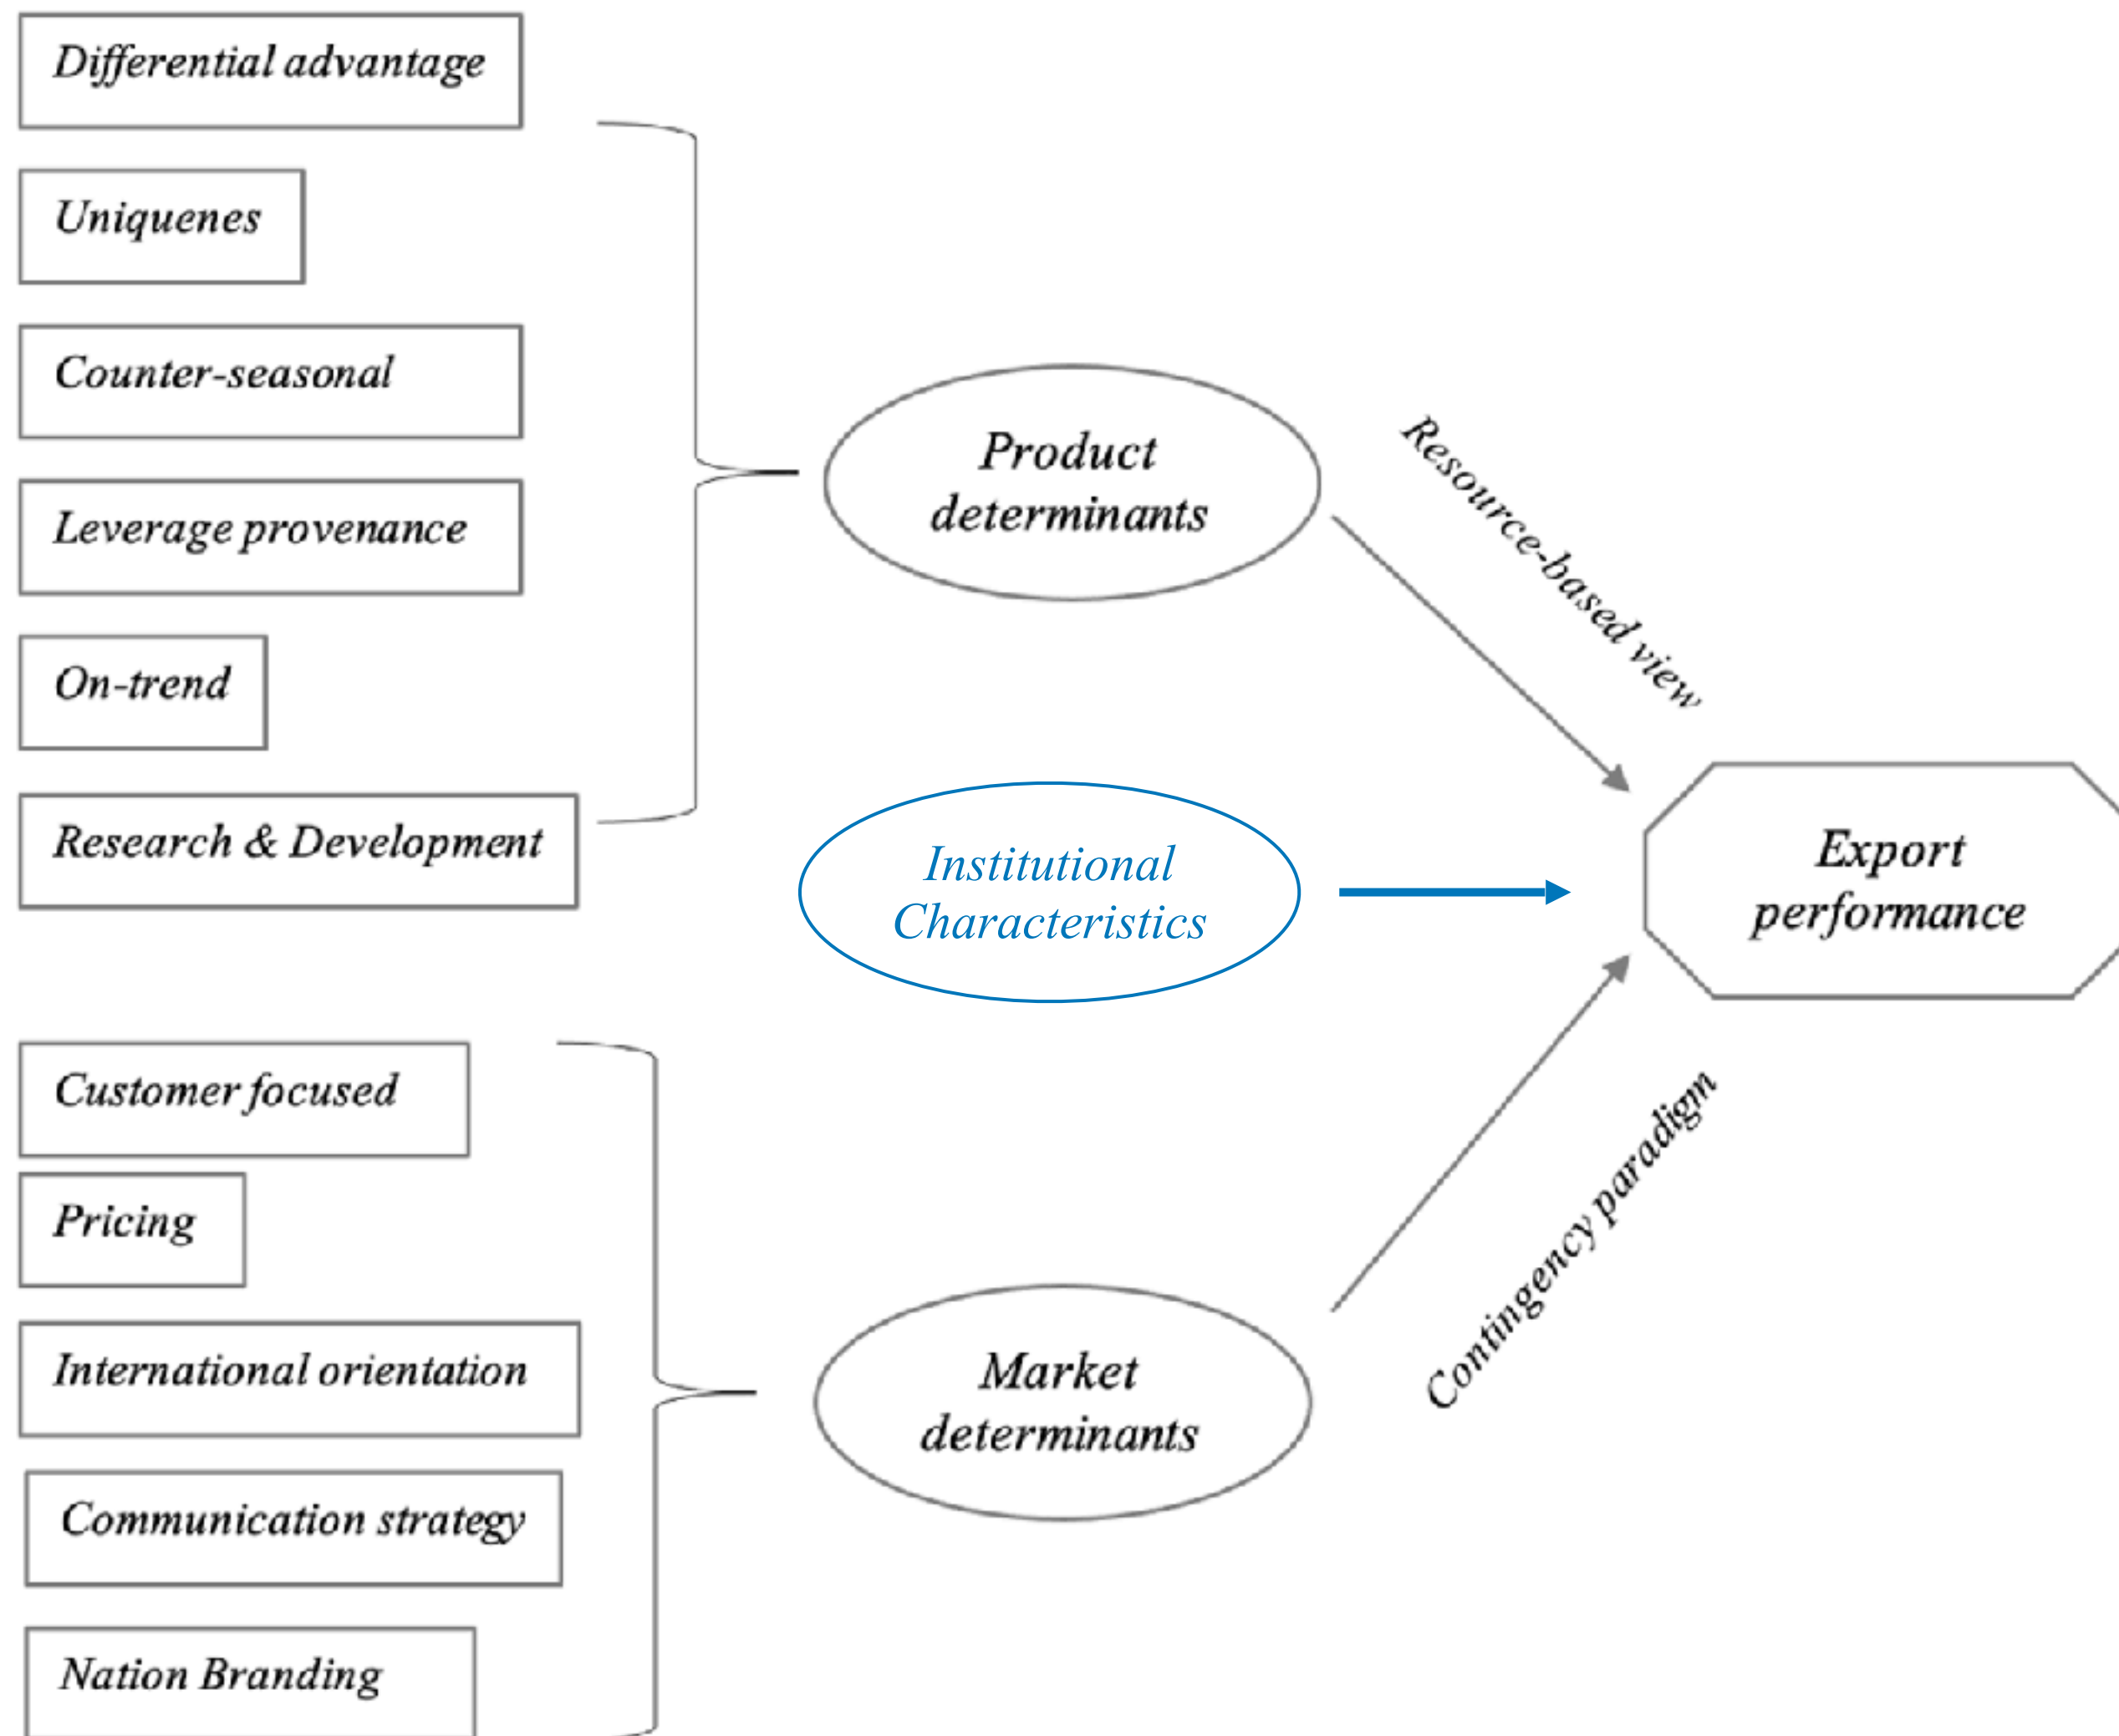 Differential advantage
Uniquenes
Counter-seasonal
Leverage provenance
On-trend
Research & Development
Product
determinants
Resource-based view
Institutional
Characteristics
Export
performance
Customer focused
Pricing
International orientation
Communication strategy
Nation Branding
Market
determinants
Contingency paradigm